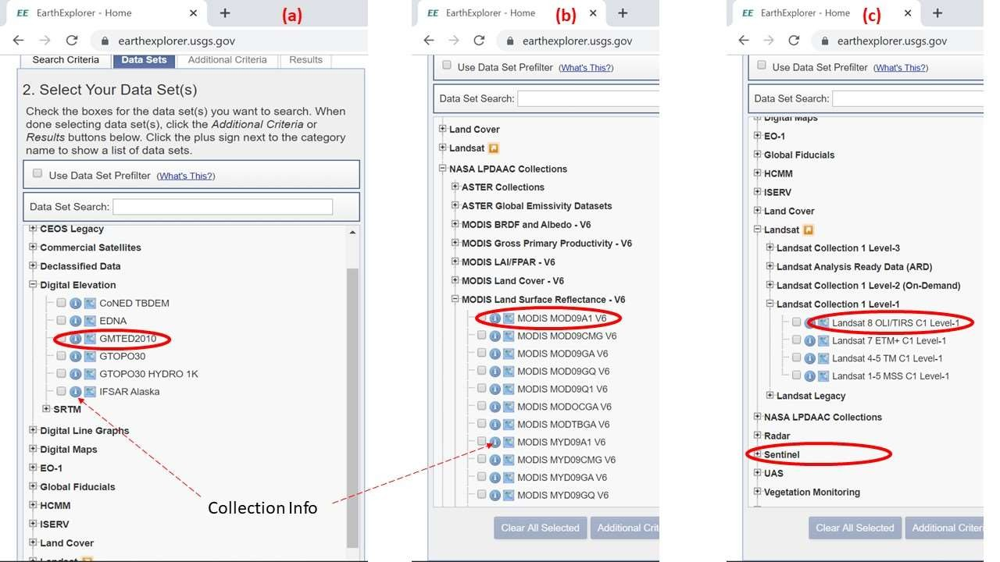 EE EarthExplorer - Home × + (a)
earthexplorer.usgs.gov
Search Criteria Data Sets Additional Criteria Results
2. Select Your Data Set(s)
Check the boxes for the data set(s) you want to search. When
done selecting data set(s), click the Additional Criteria or
Results buttons below. Click the plus sign next to the category
name to show a list of data sets.
Use Data Set Prefilter (What's This?)
Data Set Search:
CEOS Legacy
Commercial Satellites
Declassified Data
Digital Elevation
CoNED TBDEM
EDNA
GMTED2010
GTOPO30
GTOPO30 HYDRO 1K
IFSAR Alaska
SRTM
Digital Line Graphs
Digital Maps
EO-1
Global Fiducials
HCMM
ISERV
Land Cover
Landsat
Collection Info
EE EarthExplorer - Home (b) × +
earthexplorer.usgs.gov
Use Data Set Prefilter (What's This?)
Data Set Search:
Land Cover
Landsat
NASA LPDAAC Collections
ASTER Collections
ASTER Global Emissivity Datasets
MODIS BRDF and Albedo - V6
MODIS Gross Primary Productivity - V6
MODIS LAI/FPAR - V6
MODIS Land Cover - V6
MODIS Land Surface Reflectance - V6
MODIS MOD09A1 V6
MODIS MOD09CMG V6
MODIS MOD09GA V6
MODIS MOD09GQ V6
MODIS MOD09Q1 V6
MODIS MODOCGA V6
MODIS MODTBGA V6
MODIS MYD09A1 V6
MODIS MYD09CMG V6
MODIS MYD09GA V6
MODIS MYD09GQ V6
Clear All Selected Additional Crit
EE EarthExplorer - Home (c) × +
earthexplorer.usgs.gov
Use Data Set Prefilter (What's This?)
Data Set Search:
Digital Maps
EO-1
Global Fiducials
HCMM
ISERV
Land Cover
Landsat
Landsat Collection 1 Level-3
Landsat Analysis Ready Data (ARD)
Landsat Collection 1 Level-2 (On-Demand)
Landsat Collection 1 Level-1
Landsat 8 OLI/TIRS C1 Level-1
Landsat 7 ETM+ C1 Level-1
Landsat 4-5 TM C1 Level-1
Landsat 1-5 MSS C1 Level-1
Landsat Legacy
NASA LPDAAC Collections
Radar
Sentinel
UAS
Vegetation Monitoring
Clear All Selected Additional Criter